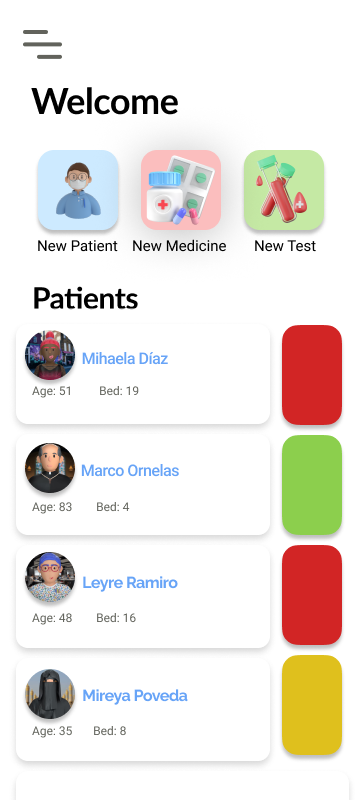 Welcome
New Patient New Medicine New Test
Patients
Mihaela Díaz
Age: 51 Bed: 19
Marco Ornelas
Age: 83 Bed: 4
Leyre Ramiro
Age: 48 Bed: 16
Mireya Poveda
Age: 35 Bed: 8